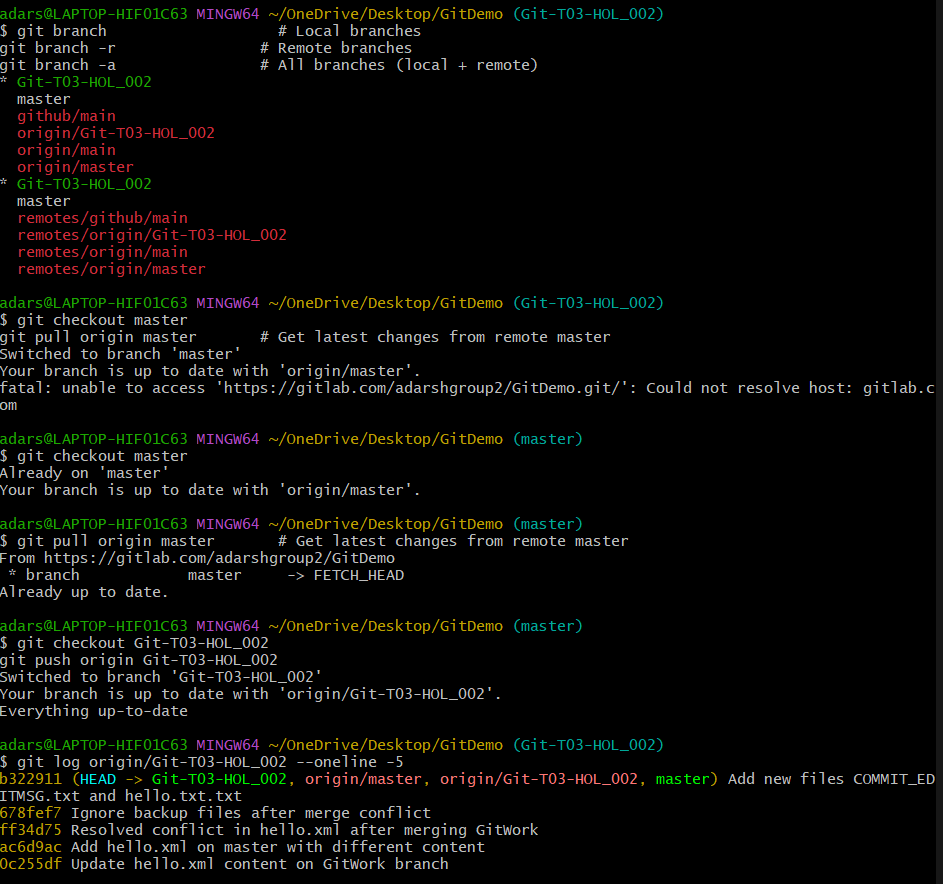 adars@LAPTOP-HIFO1C63 MINGW64 ~/OneDrive/Desktop/GitDemo (Git-T03-HOL_002)
$ git branch                   # Local branches
git branch -r                # Remote branches
git branch -a                # All branches (local + remote)
* Git-T03-HOL_002
  master
  github/main
  origin/Git-T03-HOL_002
  origin/main
  origin/master
* Git-T03-HOL_002
  master
  remotes/github/main
  remotes/origin/Git-T03-HOL_002
  remotes/origin/main
  remotes/origin/master
adars@LAPTOP-HIFO1C63 MINGW64 ~/OneDrive/Desktop/GitDemo (Git-T03-HOL_002)
$ git checkout master
git pull origin master       # Get latest changes from remote master
Switched to branch 'master'
Your branch is up to date with 'origin/master'.
fatal: unable to access 'https://gitlab.com/adarshgroup2/GitDemo.git/': Could not resolve host: gitlab.c
om
adars@LAPTOP-HIFO1C63 MINGW64 ~/OneDrive/Desktop/GitDemo (master)
$ git checkout master
Already on 'master'
Your branch is up to date with 'origin/master'.
adars@LAPTOP-HIFO1C63 MINGW64 ~/OneDrive/Desktop/GitDemo (master)
$ git pull origin master       # Get latest changes from remote master
From https://gitlab.com/adarshgroup2/GitDemo
 * branch            master     -> FETCH_HEAD
Already up to date.
adars@LAPTOP-HIFO1C63 MINGW64 ~/OneDrive/Desktop/GitDemo (master)
$ git checkout Git-T03-HOL_002
git push origin Git-T03-HOL_002
Switched to branch 'Git-T03-HOL_002'
Your branch is up to date with 'origin/Git-T03-HOL_002'.
Everything up-to-date
adars@LAPTOP-HIFO1C63 MINGW64 ~/OneDrive/Desktop/GitDemo (Git-T03-HOL_002)
$ git log origin/Git-T03-HOL_002 --oneline -5
b322911 (HEAD -> Git-T03-HOL_002, origin/master, origin/Git-T03-HOL_002, master) Add new files COMMIT_ED
ITMSG.txt and hello.txt.txt
678fef7 Ignore backup files after merge conflict
ff34d75 Resolved conflict in hello.xml after merging GitWork
ac6d9ac Add hello.xml on master with different content
0c255df Update hello.xml content on GitWork branch